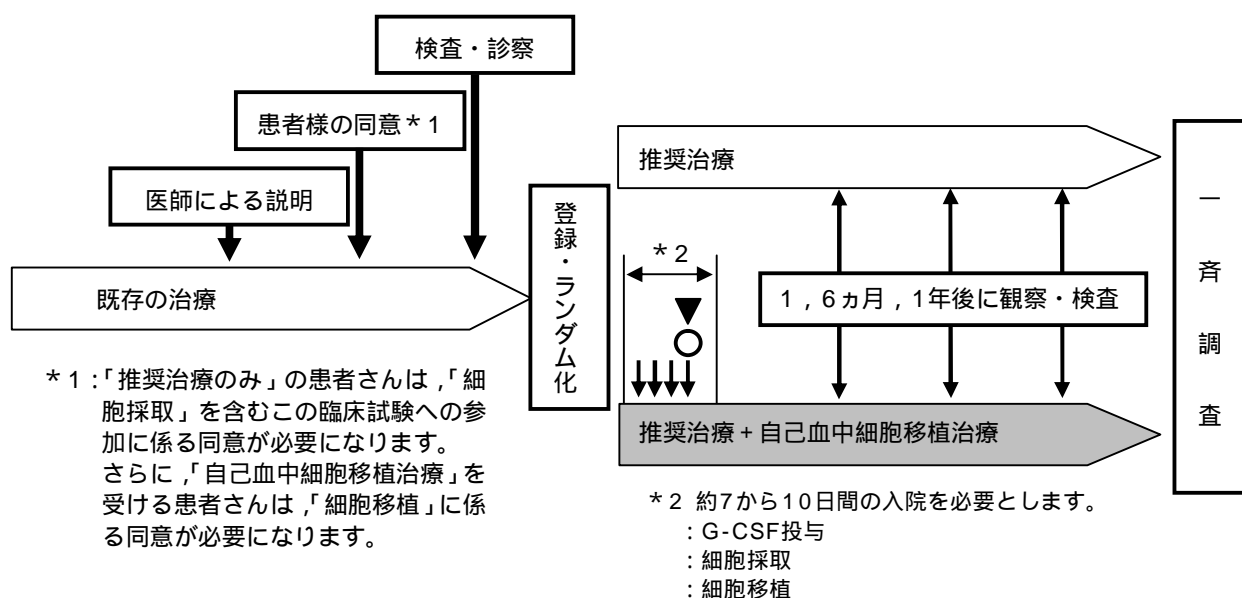 検査・診察
患者様の同意＊1
医師による説明
既存の治療
登録・ランダム化
推奨治療
＊2
1，6ヵ月，1年後に観察・検査
推奨治療＋自己血中細胞移植治療
一斉調査
＊1：「推奨治療のみ」の患者さんは，「細
胞採取」を含むこの臨床試験への参
加に係る同意が必要になります。
さらに，「自己血中細胞移植治療」を
受ける患者さんは，「細胞移植」に係
る同意が必要になります。
＊2 約7から10日間の入院を必要とします。
：G-CSF投与
：細胞採取
：細胞移植